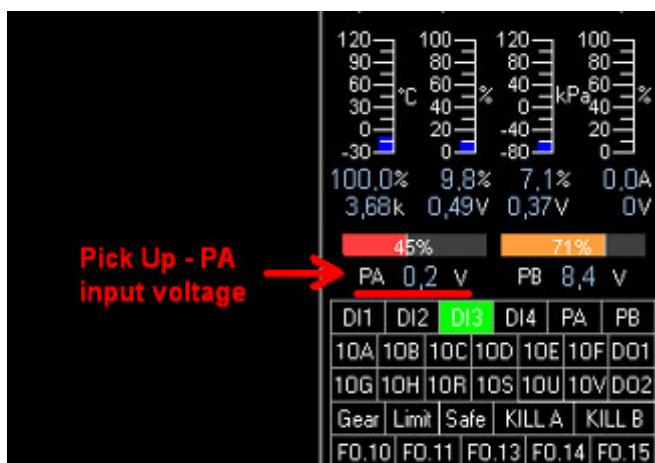 120 100 120 100
90 80 80 80
60 °C 60 % 40 kPa 60 %
30 40 0 40
0 20 -40 20
-30 0 -80 0
100,0% 9,8% 7,1% 0,0A
3,68k 0,49V 0,37V 0V
45% 71%
Pick Up - PA
input voltage
PA 0,2 V PB 8,4 V
DI1 DI2 DI3 DI4 PA PB
10A 10B 10C 10D 10E 10F DO1
10G 10H 10R 10S 10U 10V DO2
Gear Limit Safe KILL A KILL B
F0.10 F0.11 F0.13 F0.14 F0.15